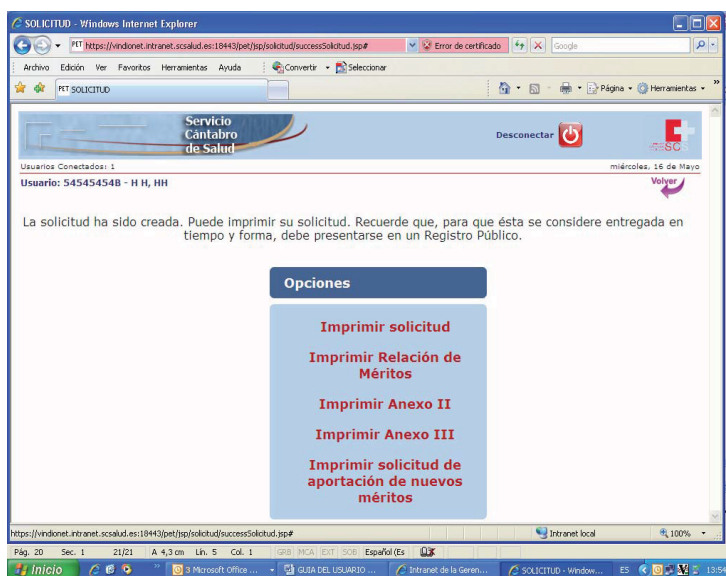 SOLICITUD - Windows Internet Explorer
PET https://vindionet.intranet.scsalud.es:18443/pet/jsp/solicitud/successSolicitud.jsp# Error de certificado Google
Archivo Edición Ver Favoritos Herramientas Ayuda Convertir Seleccionar
PET SOLICITUD Página Herramientas »
Servicio
Cántabro
de Salud
Desconectar
SCS
Usuarios Conectados: 1 miércoles, 16 de Mayo
Usuario: 54545454B - H H, HH Volver
La solicitud ha sido creada. Puede imprimir su solicitud. Recuerde que, para que ésta se considere entregada en
tiempo y forma, debe presentarse en un Registro Público.
Opciones
Imprimir solicitud
Imprimir Relación de
Méritos
Imprimir Anexo II
Imprimir Anexo III
Imprimir solicitud de
aportación de nuevos
méritos
https://vindionet.intranet.scsalud.es:18443/pet/jsp/solicitud/successSolicitud.jsp# Intranet local 100%
Pág. 20 Sec. 1 21/21 A 4,3 cm Lín. 5 Col. 1 GRB MCA EXT SOB Español (Es
Inicio » 3 Microsoft Office ... GUIA DEL USUARIO ... Intranet de la Geren... SOLICITUD - Window... ES 13:54